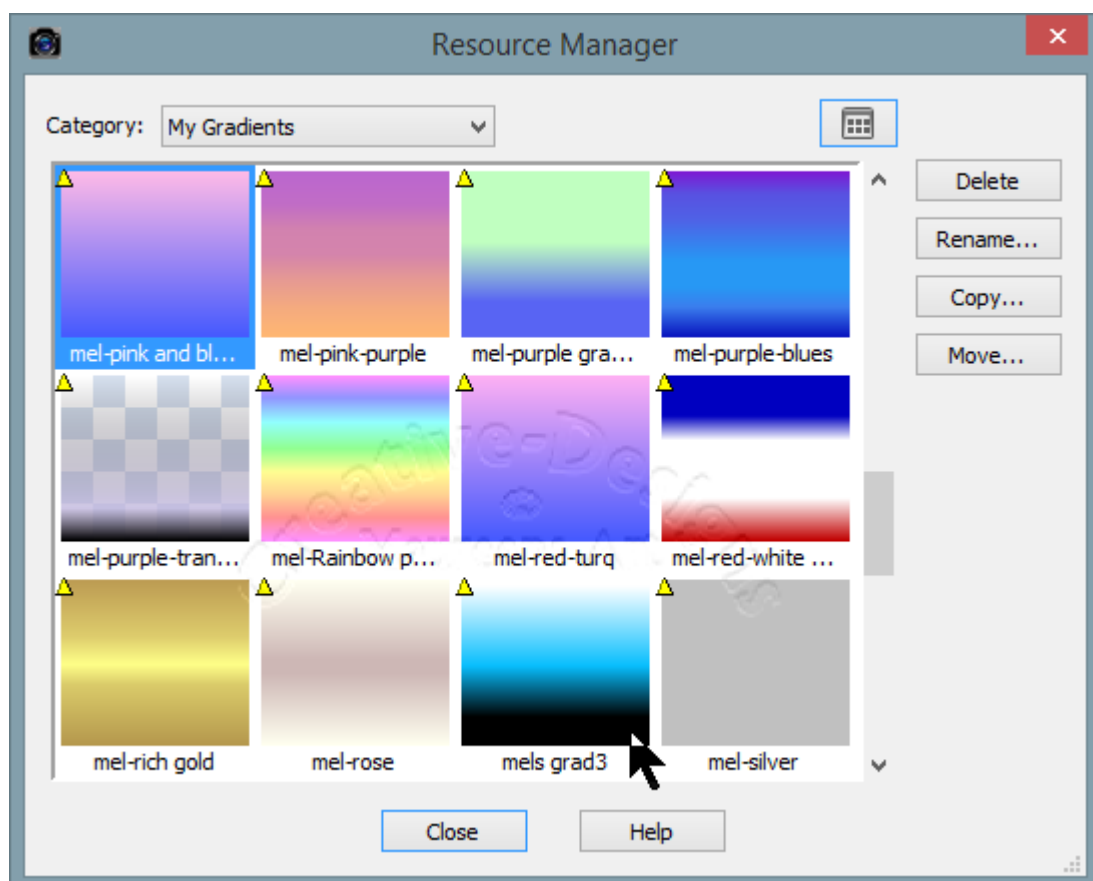 Resource Manager
Category: My Gradients
Delete
Rename...
Copy...
Move...
mel-pink and bl... mel-pink-purple mel-purple gra... mel-purple-blues
mel-purple-tran... mel-Rainbow p... mel-red-turq mel-red-white ...
mel-rich gold mel-rose mels grad3 mel-silver
Creative-Designs
Close Help